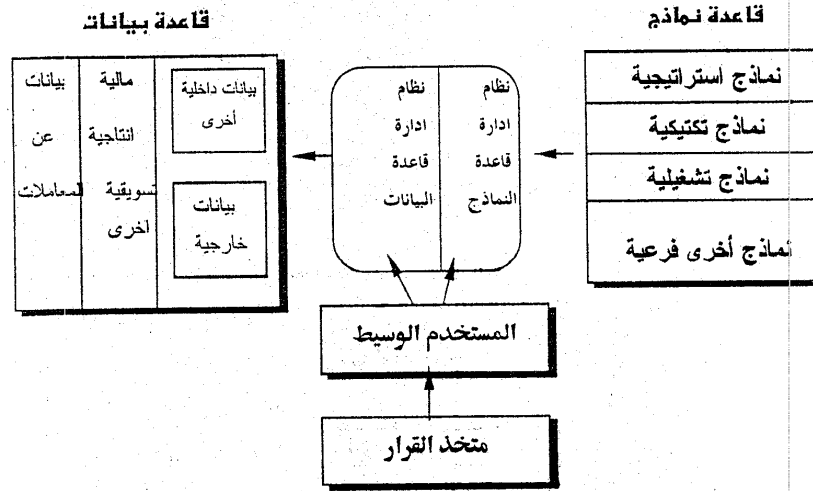 قاعدة نماذج
نماذج استراتيجية
نماذج تكتيكية
نماذج تشغيلية
نماذج أخرى فرعية
نظام
ادارة
قاعدة
النماذج
نظام
ادارة
قاعدة
البيانات
قاعدة بيانات
بيانات داخلية
أخرى
بيانات
خارجية
مالية
انتاجية
تسويقية
اخرى
بيانات
عن
المعاملات
المستخدم الوسيط
متخذ القرار